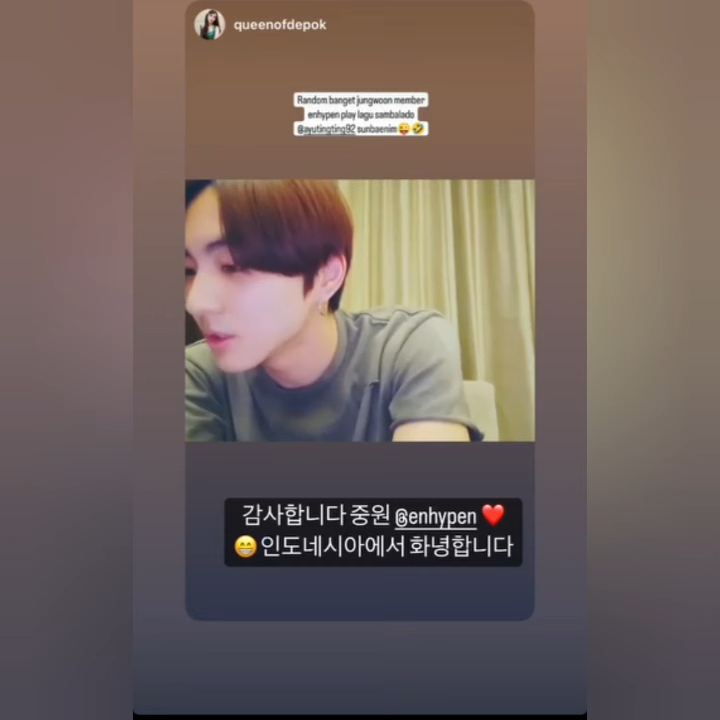 queenofdepok
Random banget jungwoon member
enhypen play lagu sambalado
@ayutingting92 sunbaenim😜🤣
감사합니다 중원 @enhypen ❤️
😁인도네시아에서 화녕합니다